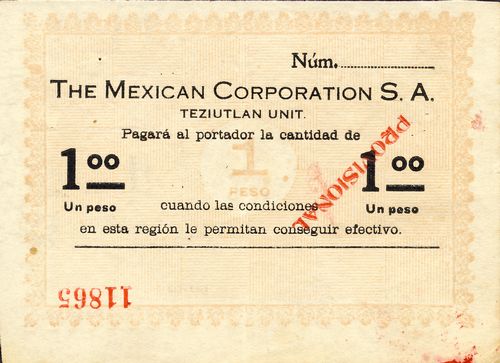 Núm.
THE MEXICAN CORPORATION S. A.
TEZIUTLAN UNIT.
Pagará al portador la cantidad de
1.00 1 1.00
PESO
PROVISIONAL
Un peso cuando las condiciones Un peso
en esta región le permitan conseguir efectivo.
11865